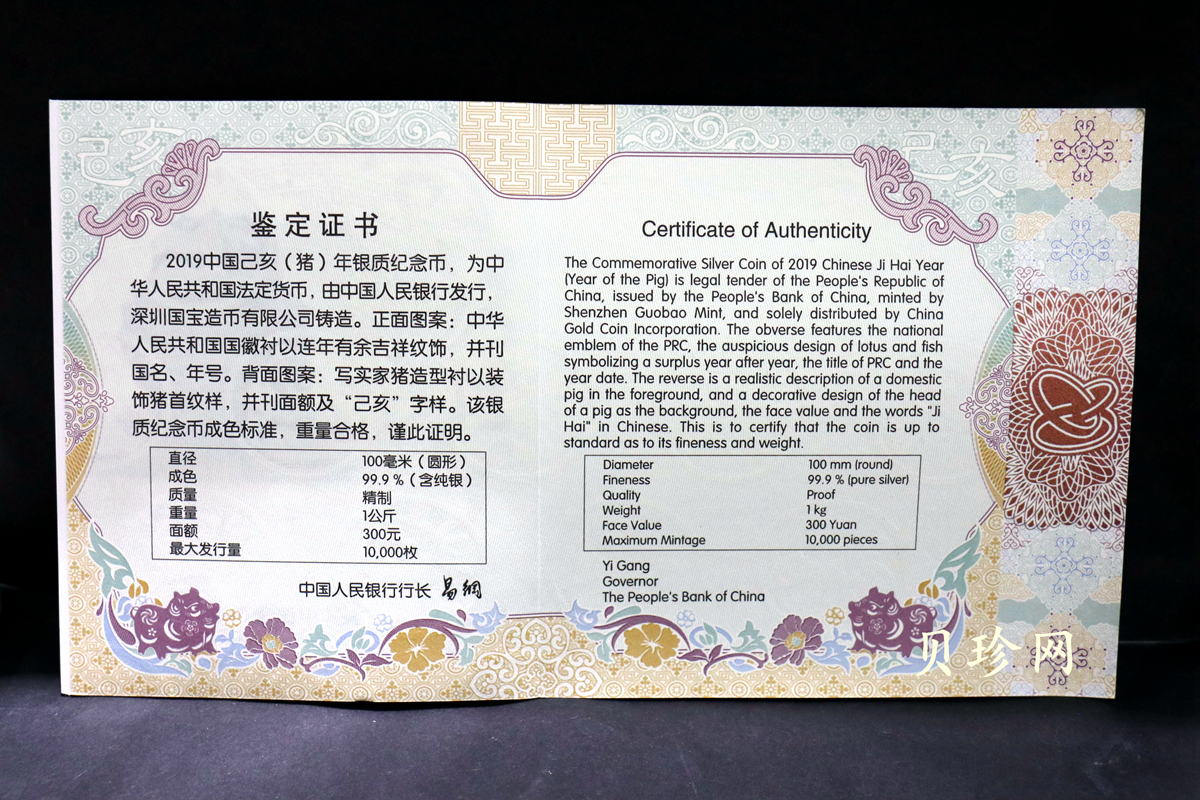 己亥
己亥
鉴定证书
2019中国己亥（猪）年银质纪念币，为中
华人民共和国法定货币，由中国人民银行发行，
深圳国宝造币有限公司铸造。正面图案：中华
人民共和国国徽衬以连年有余吉祥纹饰，并刊
国名、年号。背面图案：写实家猪造型衬以装
饰猪首纹样，并刊面额及“己亥”字样。该银
质纪念币成色标准，重量合格，谨此证明。
直径 100毫米（圆形）
成色 99.9 %（含纯银）
质量 精制
重量 1公斤
面额 300元
最大发行量 10,000枚
中国人民银行行长 易纲
Certificate of Authenticity
The Commemorative Silver Coin of 2019 Chinese Ji Hai Year
(Year of the Pig) is legal tender of the People's Republic of
China, issued by the People's Bank of China, minted by
Shenzhen Guobao Mint, and solely distributed by China
Gold Coin Incorporation. The obverse features the national
emblem of the PRC, the auspicious design of lotus and fish
symbolizing a surplus year after year, the title of PRC and the
year date. The reverse is a realistic description of a domestic
pig in the foreground, and a decorative design of the head
of a pig as the background, the face value and the words "Ji
Hai" in Chinese. This is to certify that the coin is up to
standard as to its fineness and weight.
Diameter 100 mm (round)
Fineness 99.9 % (pure silver)
Quality Proof
Weight 1 kg
Face Value 300 Yuan
Maximum Mintage 10,000 pieces
Yi Gang
Governor
The People's Bank of China
贝珍网